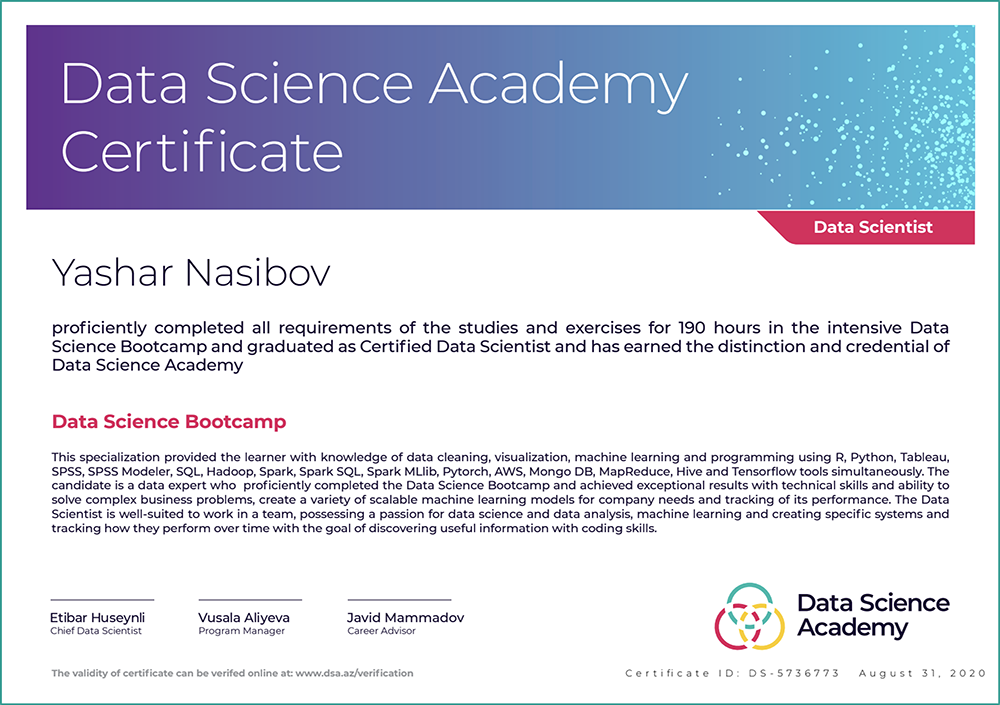 Data Science Academy
Certificate
Data Scientist
Yashar Nasibov
proficiently completed all requirements of the studies and exercises for 190 hours in the intensive Data
Science Bootcamp and graduated as Certified Data Scientist and has earned the distinction and credential of
Data Science Academy
Data Science Bootcamp
This specialization provided the learner with knowledge of data cleaning, visualization, machine learning and programming using R, Python, Tableau,
SPSS, SPSS Modeler, SQL, Hadoop, Spark, Spark SQL, Spark MLlib, Pytorch, AWS, Mongo DB, MapReduce, Hive and Tensorflow tools simultaneously. The
candidate is a data expert who proficiently completed the Data Science Bootcamp and achieved exceptional results with technical skills and ability to
solve complex business problems, create a variety of scalable machine learning models for company needs and tracking of its performance. The Data
Scientist is well-suited to work in a team, possessing a passion for data science and data analysis, machine learning and creating specific systems and
tracking how they perform over time with the goal of discovering useful information with coding skills.
Etibar Huseynli
Chief Data Scientist
Vusala Aliyeva
Program Manager
Javid Mammadov
Career Advisor
Data Science
Academy
The validity of certificate can be verifed online at: www.dsa.az/verification
Certificate ID: DS-5736773 August 31, 2020